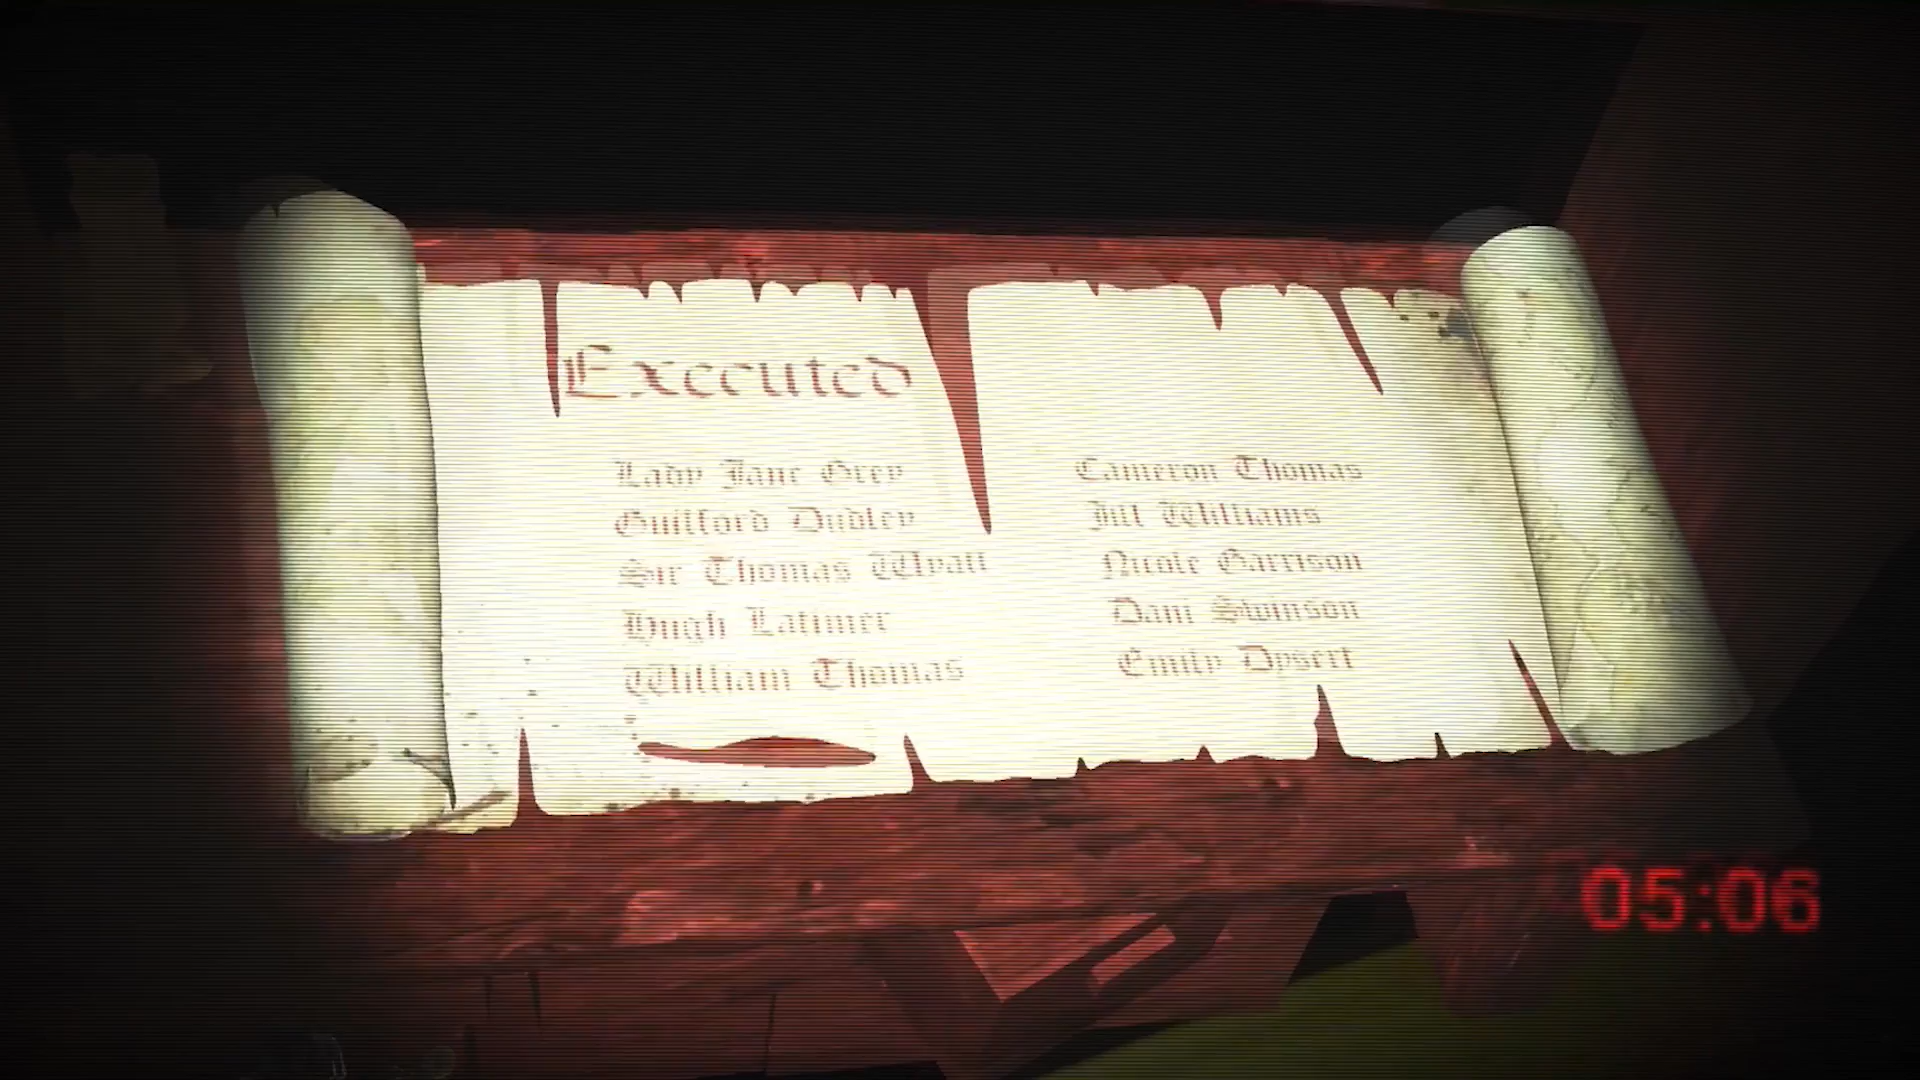 Executed
Lady Jane Grey
Guilford Dudley
Sir Thomas Wyatt
Hugh Latimer
William Thomas
Cameron Thomas
Jill Williams
Nicole Garrison
Dani Swinson
Emily Dysert
05:06